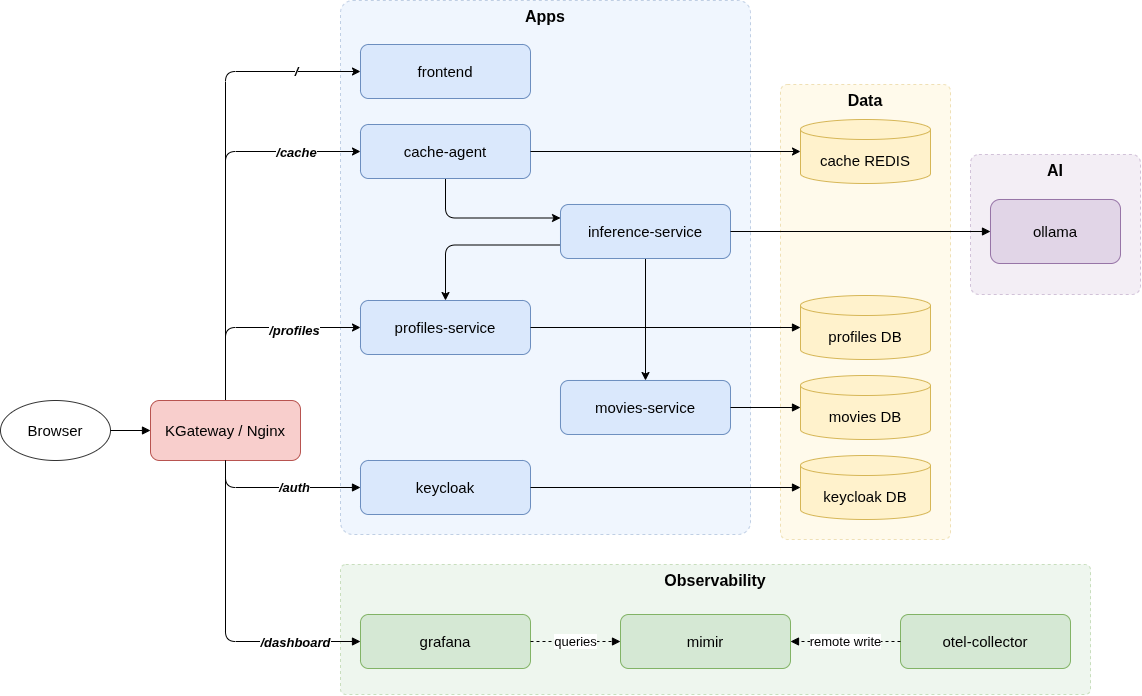 Apps
/
frontend
Data
/cache
cache-agent
cache REDIS
AI
inference-service
ollama
/profiles
profiles-service
profiles DB
movies-service
movies DB
Browser
KGateway / Nginx
/auth
keycloak
keycloak DB
Observability
/dashboard
grafana
queries
mimir
remote write
otel-collector